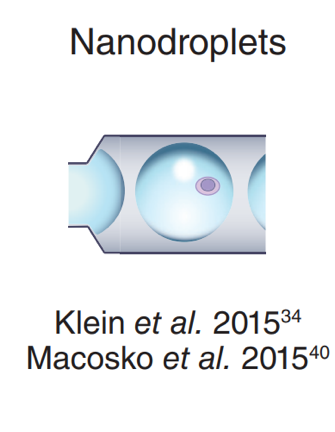 Nanodroplets
Klein et al. 2015³⁴
Macosko et al. 2015⁴⁰